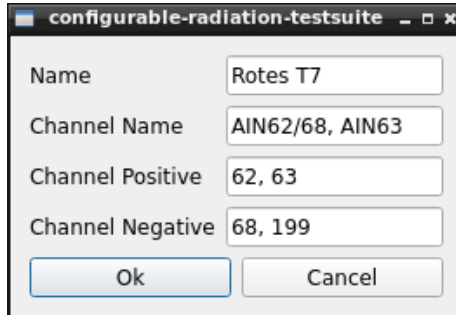 configurable-radiation-testsuite
Name Rotes T7
Channel Name AIN62/68, AIN63
Channel Positive 62, 63
Channel Negative 68, 199
Ok Cancel